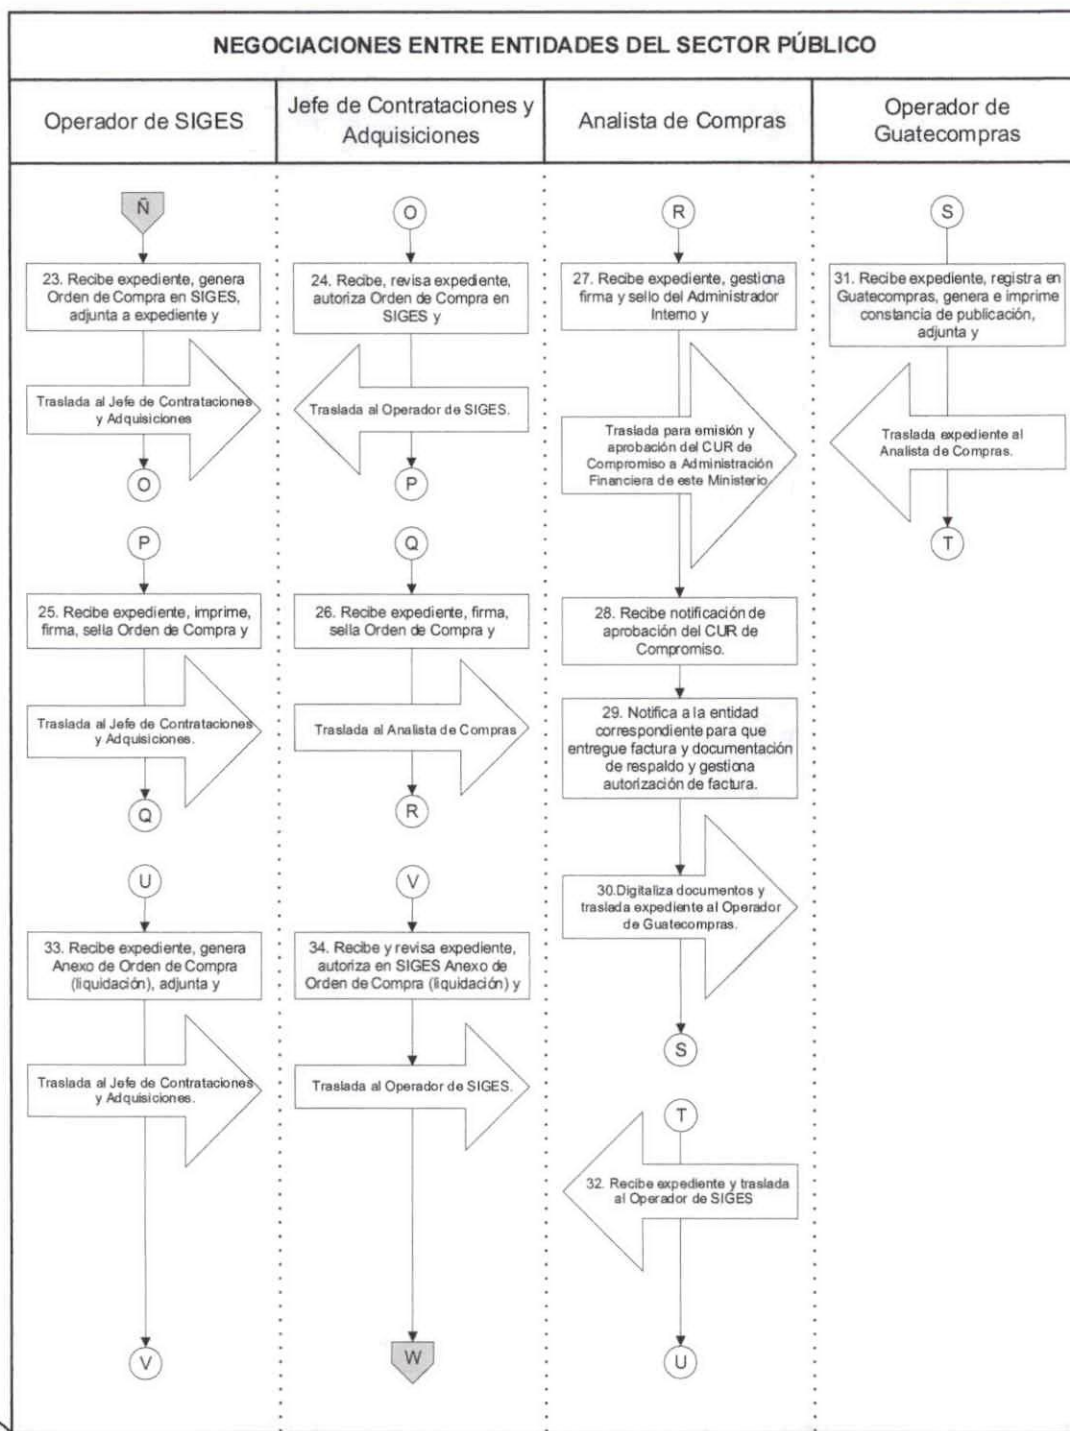 NEGOCIACIONES ENTRE ENTIDADES DEL SECTOR PÚBLICO
Operador de SIGES
Jefe de Contrataciones y
Adquisiciones
Analista de Compras
Operador de
Guatecompras
Ñ
23. Recibe expediente, genera
Orden de Compra en SIGES,
adjunta a expediente y
Traslada al Jefe de Contrataciones
y Adquisiciones
O
P
25. Recibe expediente, imprime,
firma, sella Orden de Compra y
Traslada al Jefe de Contrataciones
y Adquisiciones.
Q
U
33. Recibe expediente, genera
Anexo de Orden de Compra
(liquidación), adjunta y
Traslada al Jefe de Contrataciones
y Adquisiciones.
V
O
24. Recibe, revisa expediente,
autoriza Orden de Compra en
SIGES y
Traslada al Operador de SIGES.
P
Q
26. Recibe expediente, firma,
sella Orden de Compra y
Traslada al Analista de Compras
R
V
34. Recibe y revisa expediente,
autoriza en SIGES Anexo de
Orden de Compra (liquidación) y
Traslada al Operador de SIGES.
W
R
27. Recibe expediente, gestiona
firma y sello del Administrador
Interno y
Traslada para emisión y
aprobación del CUR de
Compromiso a Administración
Financiera de este Ministerio.
28. Recibe notificación de
aprobación del CUR de
Compromiso.
29. Notifica a la entidad
correspondiente para que
entregue factura y documentación
de respaldo y gestiona
autorización de factura.
30.Digitaliza documentos y
traslada expediente al Operador
de Guatecompras.
S
T
32. Recibe expediente y traslada
al Operador de SIGES
U
S
31. Recibe expediente, registra en
Guatecompras, genera e imprime
constancia de publicación,
adjunta y
Traslada expediente al
Analista de Compras.
T